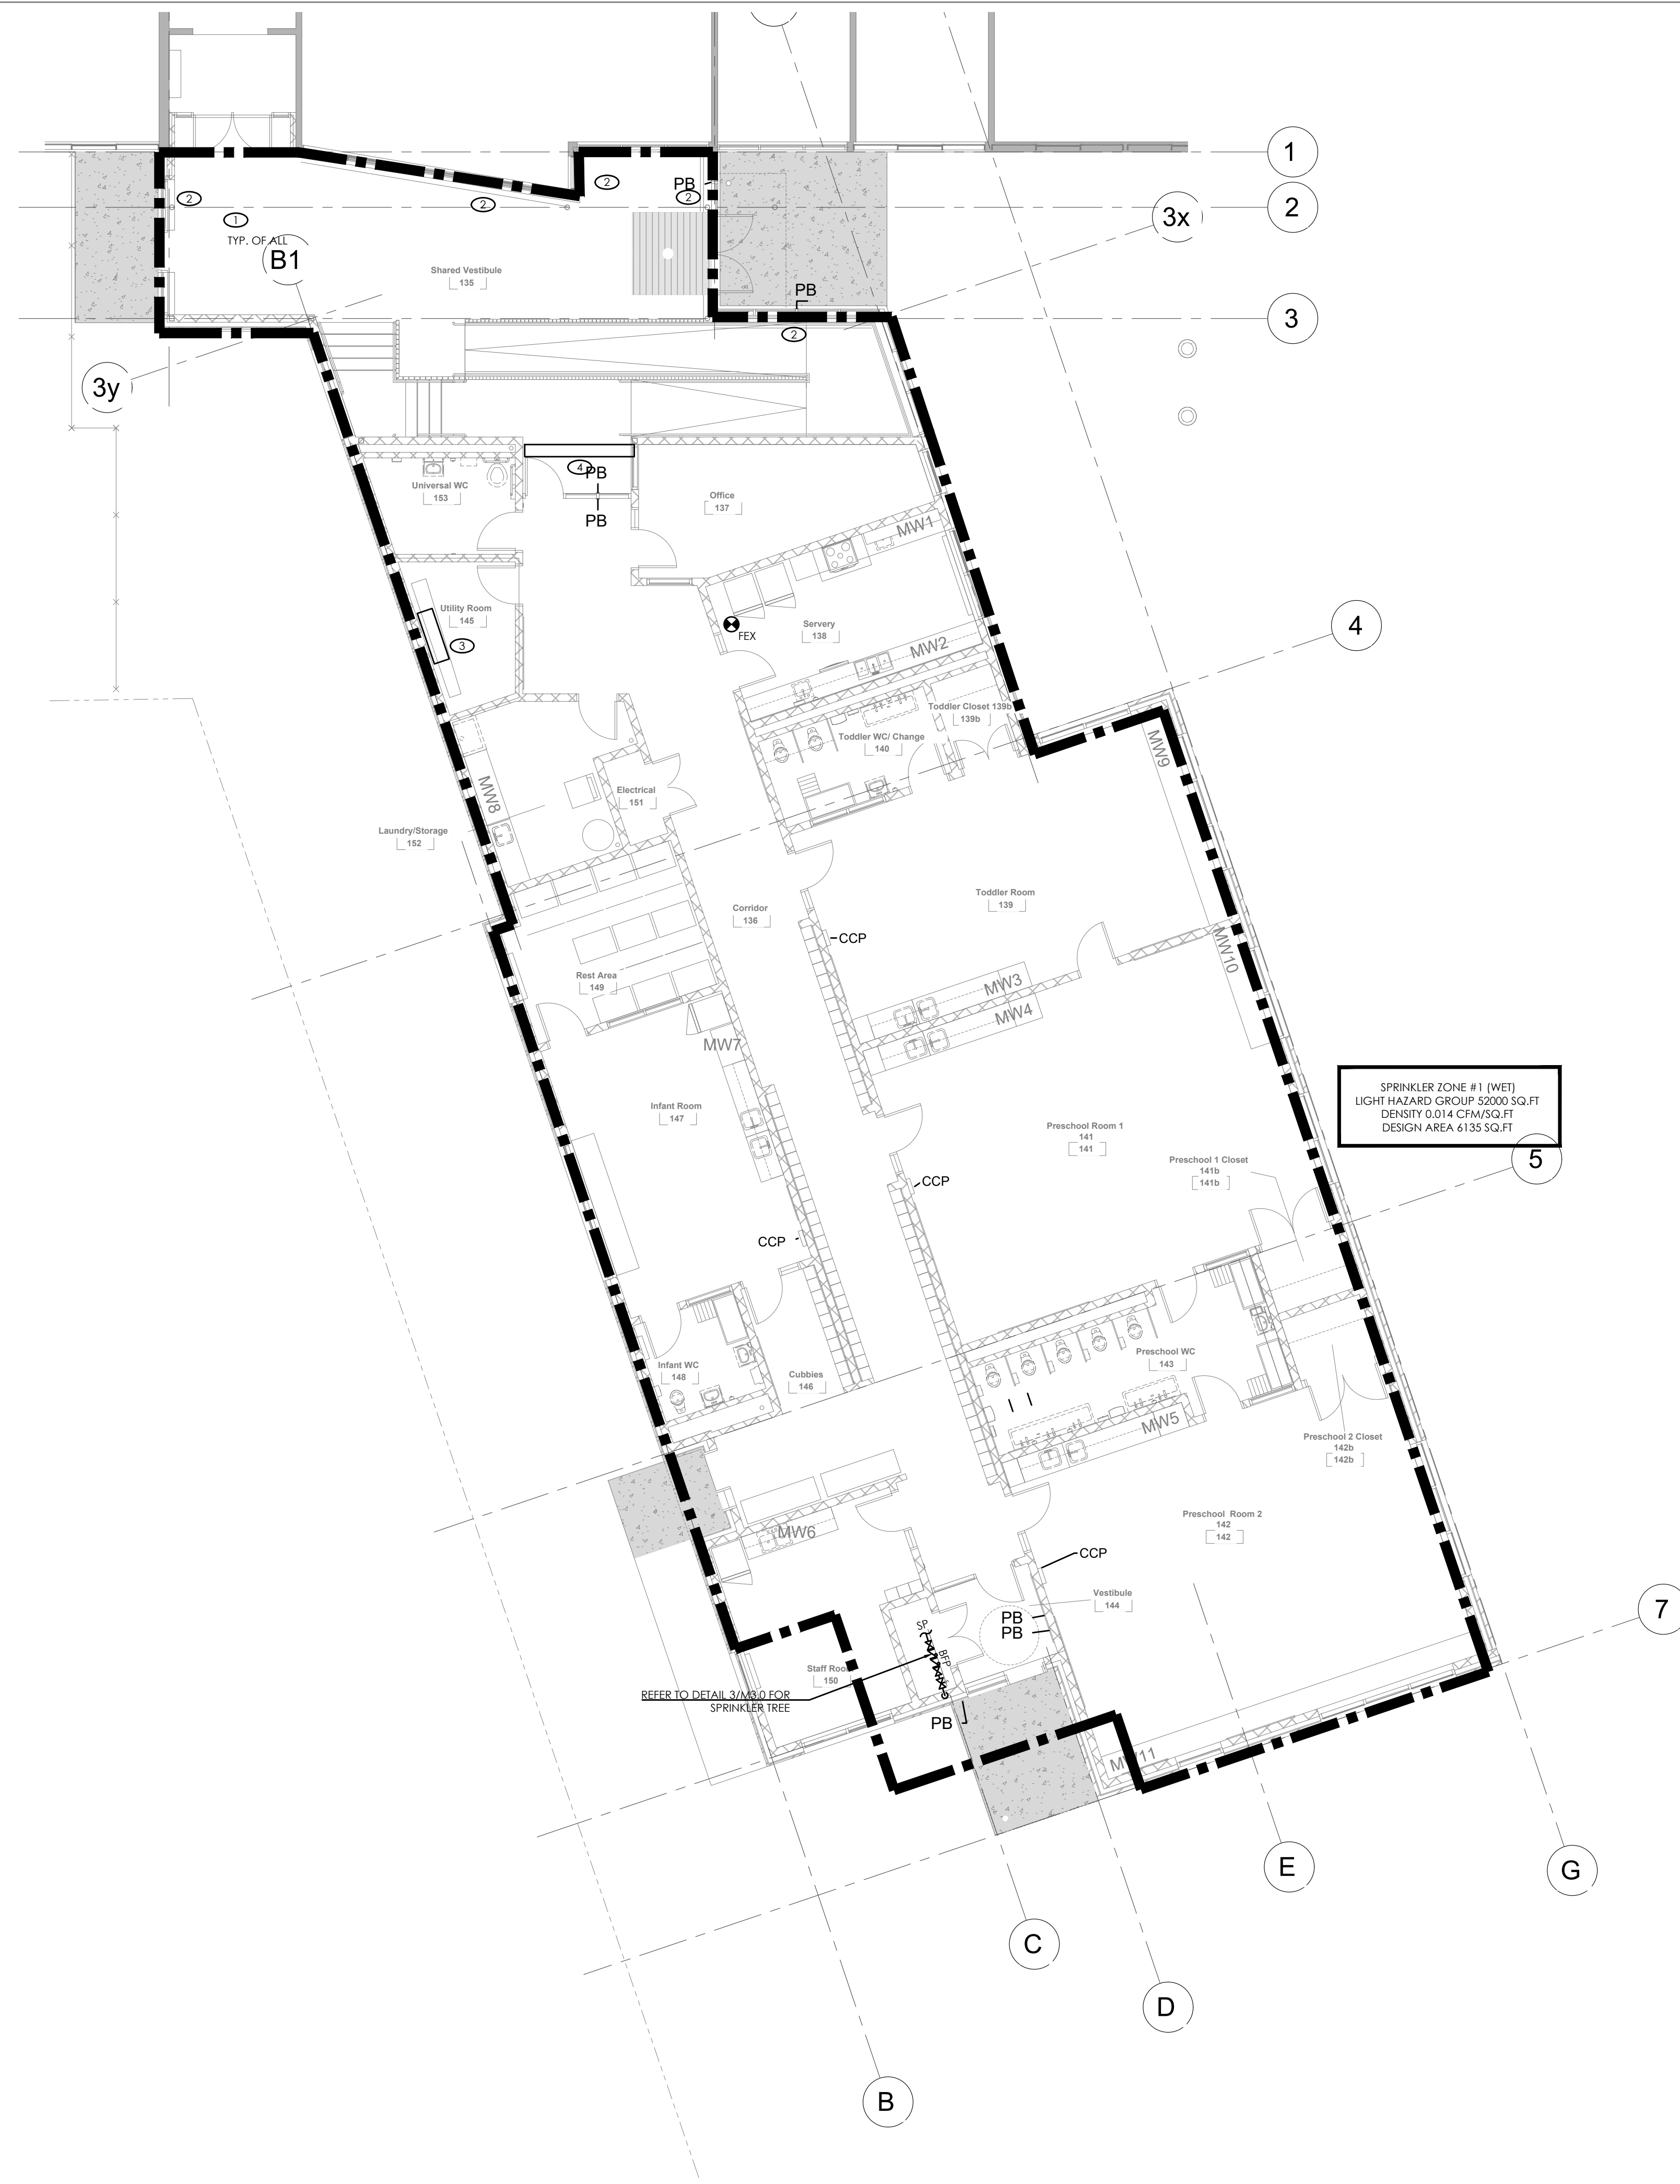 1
2
3x
3
3y
B1
2
1
TYP. OF ALL
2
2
PB
2
Shared Vestibule
135
PB
2
4
PB
PB
Universal WC
153
Office
137
MW1
Utility Room
145
3
FEX
Servery
138
MW2
4
Toddler Closet 139b
139b
Toddler WC/ Change
140
MW9
MW8
Electrical
151
Laundry/Storage
152
Toddler Room
139
Corridor
136
CCP
MW10
Rest Area
149
MW3
MW4
MW7
SPRINKLER ZONE #1 (WET)
LIGHT HAZARD GROUP 52000 SQ.FT
DENSITY 0.014 CFM/SQ.FT
DESIGN AREA 6135 SQ.FT
Infant Room
147
Preschool Room 1
141
141
Preschool 1 Closet
141b
141b
5
CCP
CCP
Infant WC
148
Cubbies
146
Preschool WC
143
MW5
Preschool 2 Closet
142b
142b
Preschool Room 2
142
142
MW6
CCP
Vestibule
144
PB
PB
7
SP
BFP
Staff Roo
150
REFER TO DETAIL 3/M3.0 FOR
SPRINKLER TREE
PB
MW11
E
G
C
D
B